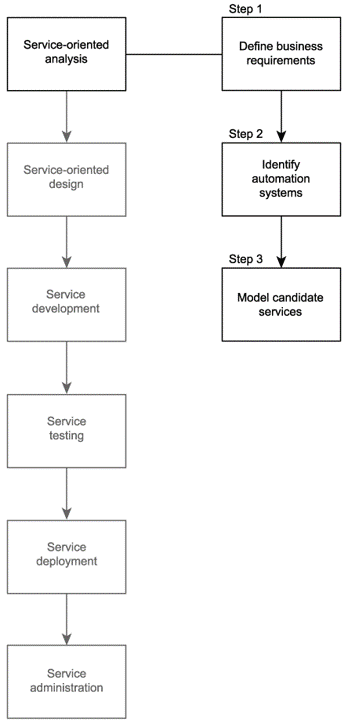 Step 1
Service-oriented
analysis
Define business
requirements
Step 2
Service-oriented
design
Identify
automation
systems
Step 3
Service
development
Model candidate
services
Service
testing
Service
deployment
Service
administration